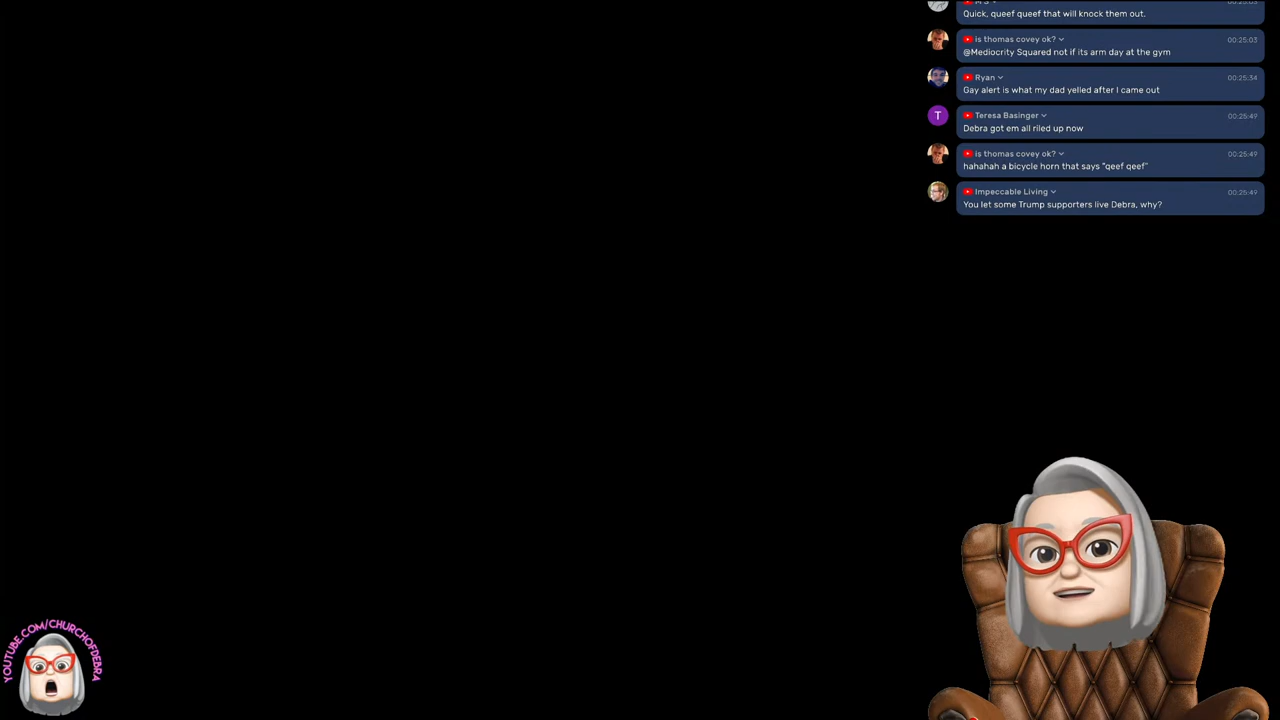 M S
00:25:03
Quick, queef queef that will knock them out,
is thomas covey ok?
00:25:03
@Mediocrity Squared not if its arm day at the gym
Ryan
00:25:34
Gay alert is what my dad yelled after I came out
T
Teresa Basinger
00:25:49
Debra got em all riled up now
is thomas covey ok?
00:25:49
hahahah a bicycle horn that says "qeef qeef"
Impeccable Living
00:25:49
You let some Trump supporters live Debra, why?
YOUTUBE.COM/CHURCHOFDEBRA